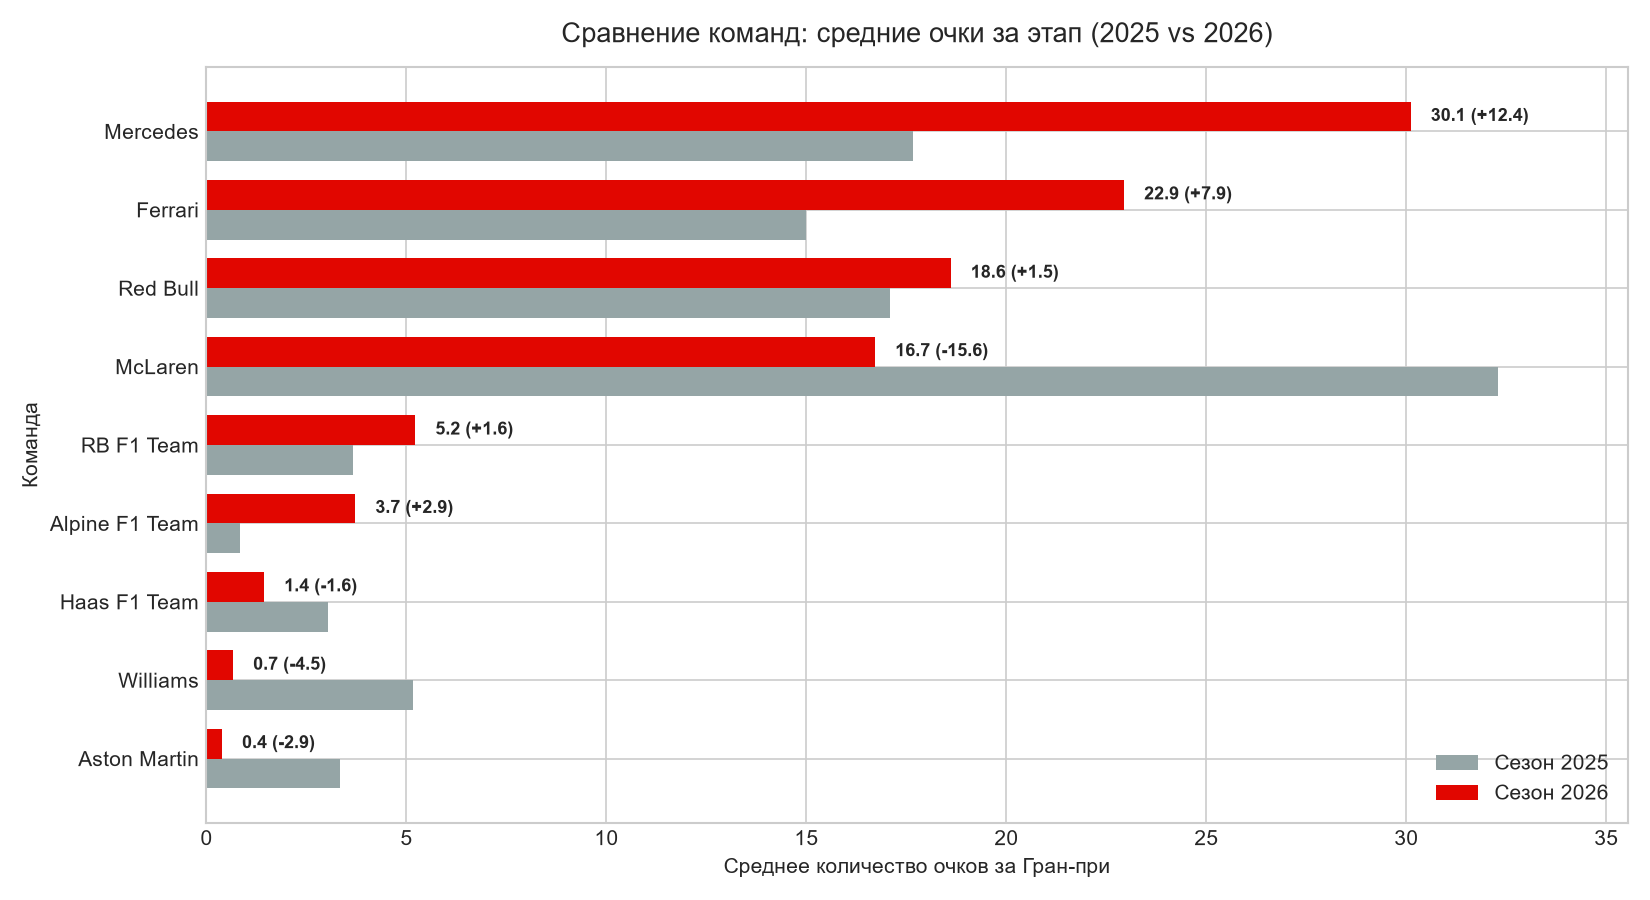 Сравнение команд: средние очки за этап (2025 vs 2026)
Команда
Mercedes
30.1 (+12.4)
Ferrari
22.9 (+7.9)
Red Bull
18.6 (+1.5)
McLaren
16.7 (-15.6)
RB F1 Team
5.2 (+1.6)
Alpine F1 Team
3.7 (+2.9)
Haas F1 Team
1.4 (-1.6)
Williams
0.7 (-4.5)
Aston Martin
0.4 (-2.9)
Сезон 2025
Сезон 2026
0 5 10 15 20 25 30 35
Среднее количество очков за Гран-при